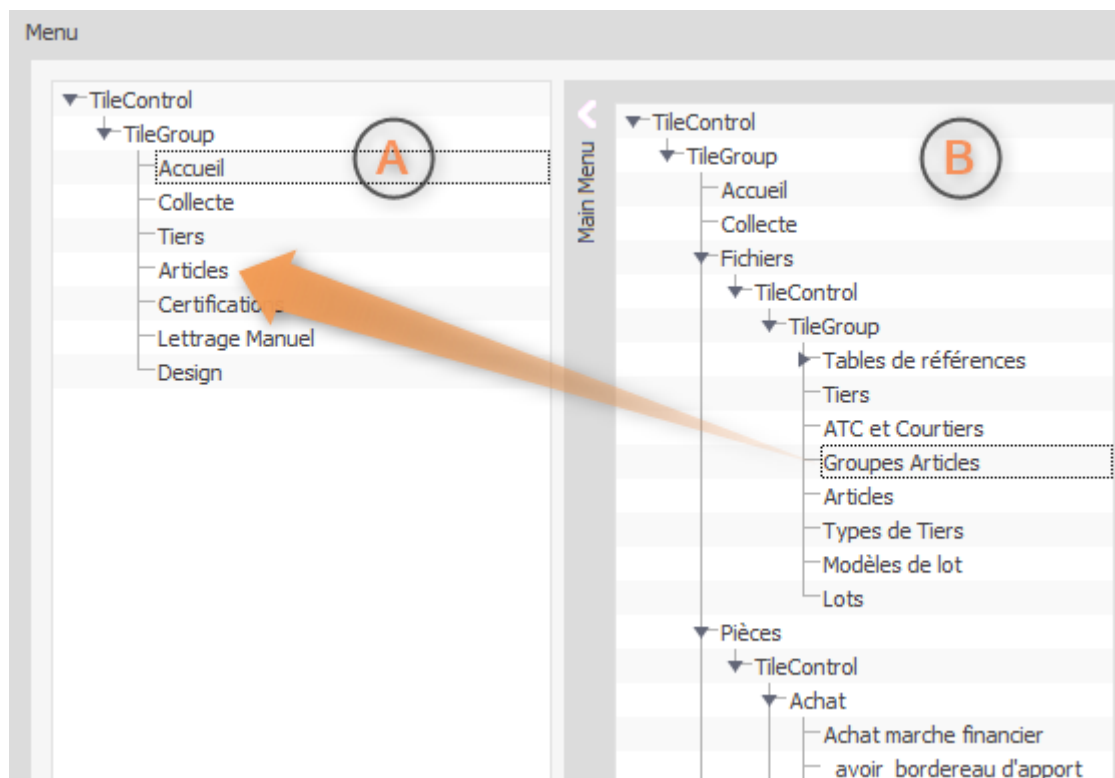 Menu
TileControl
TileGroup
Accueil
Collecte
Tiers
Articles
Certifications
Lettrage Manuel
Design
A
Main Menu
TileControl
TileGroup
Accueil
Collecte
Fichiers
TileControl
TileGroup
Tables de références
Tiers
ATC et Courtiers
Groupes Articles
Articles
Types de Tiers
Modèles de lot
Lots
Pièces
TileControl
Achat
Achat marche financier
avoir bordereau d'apport
B